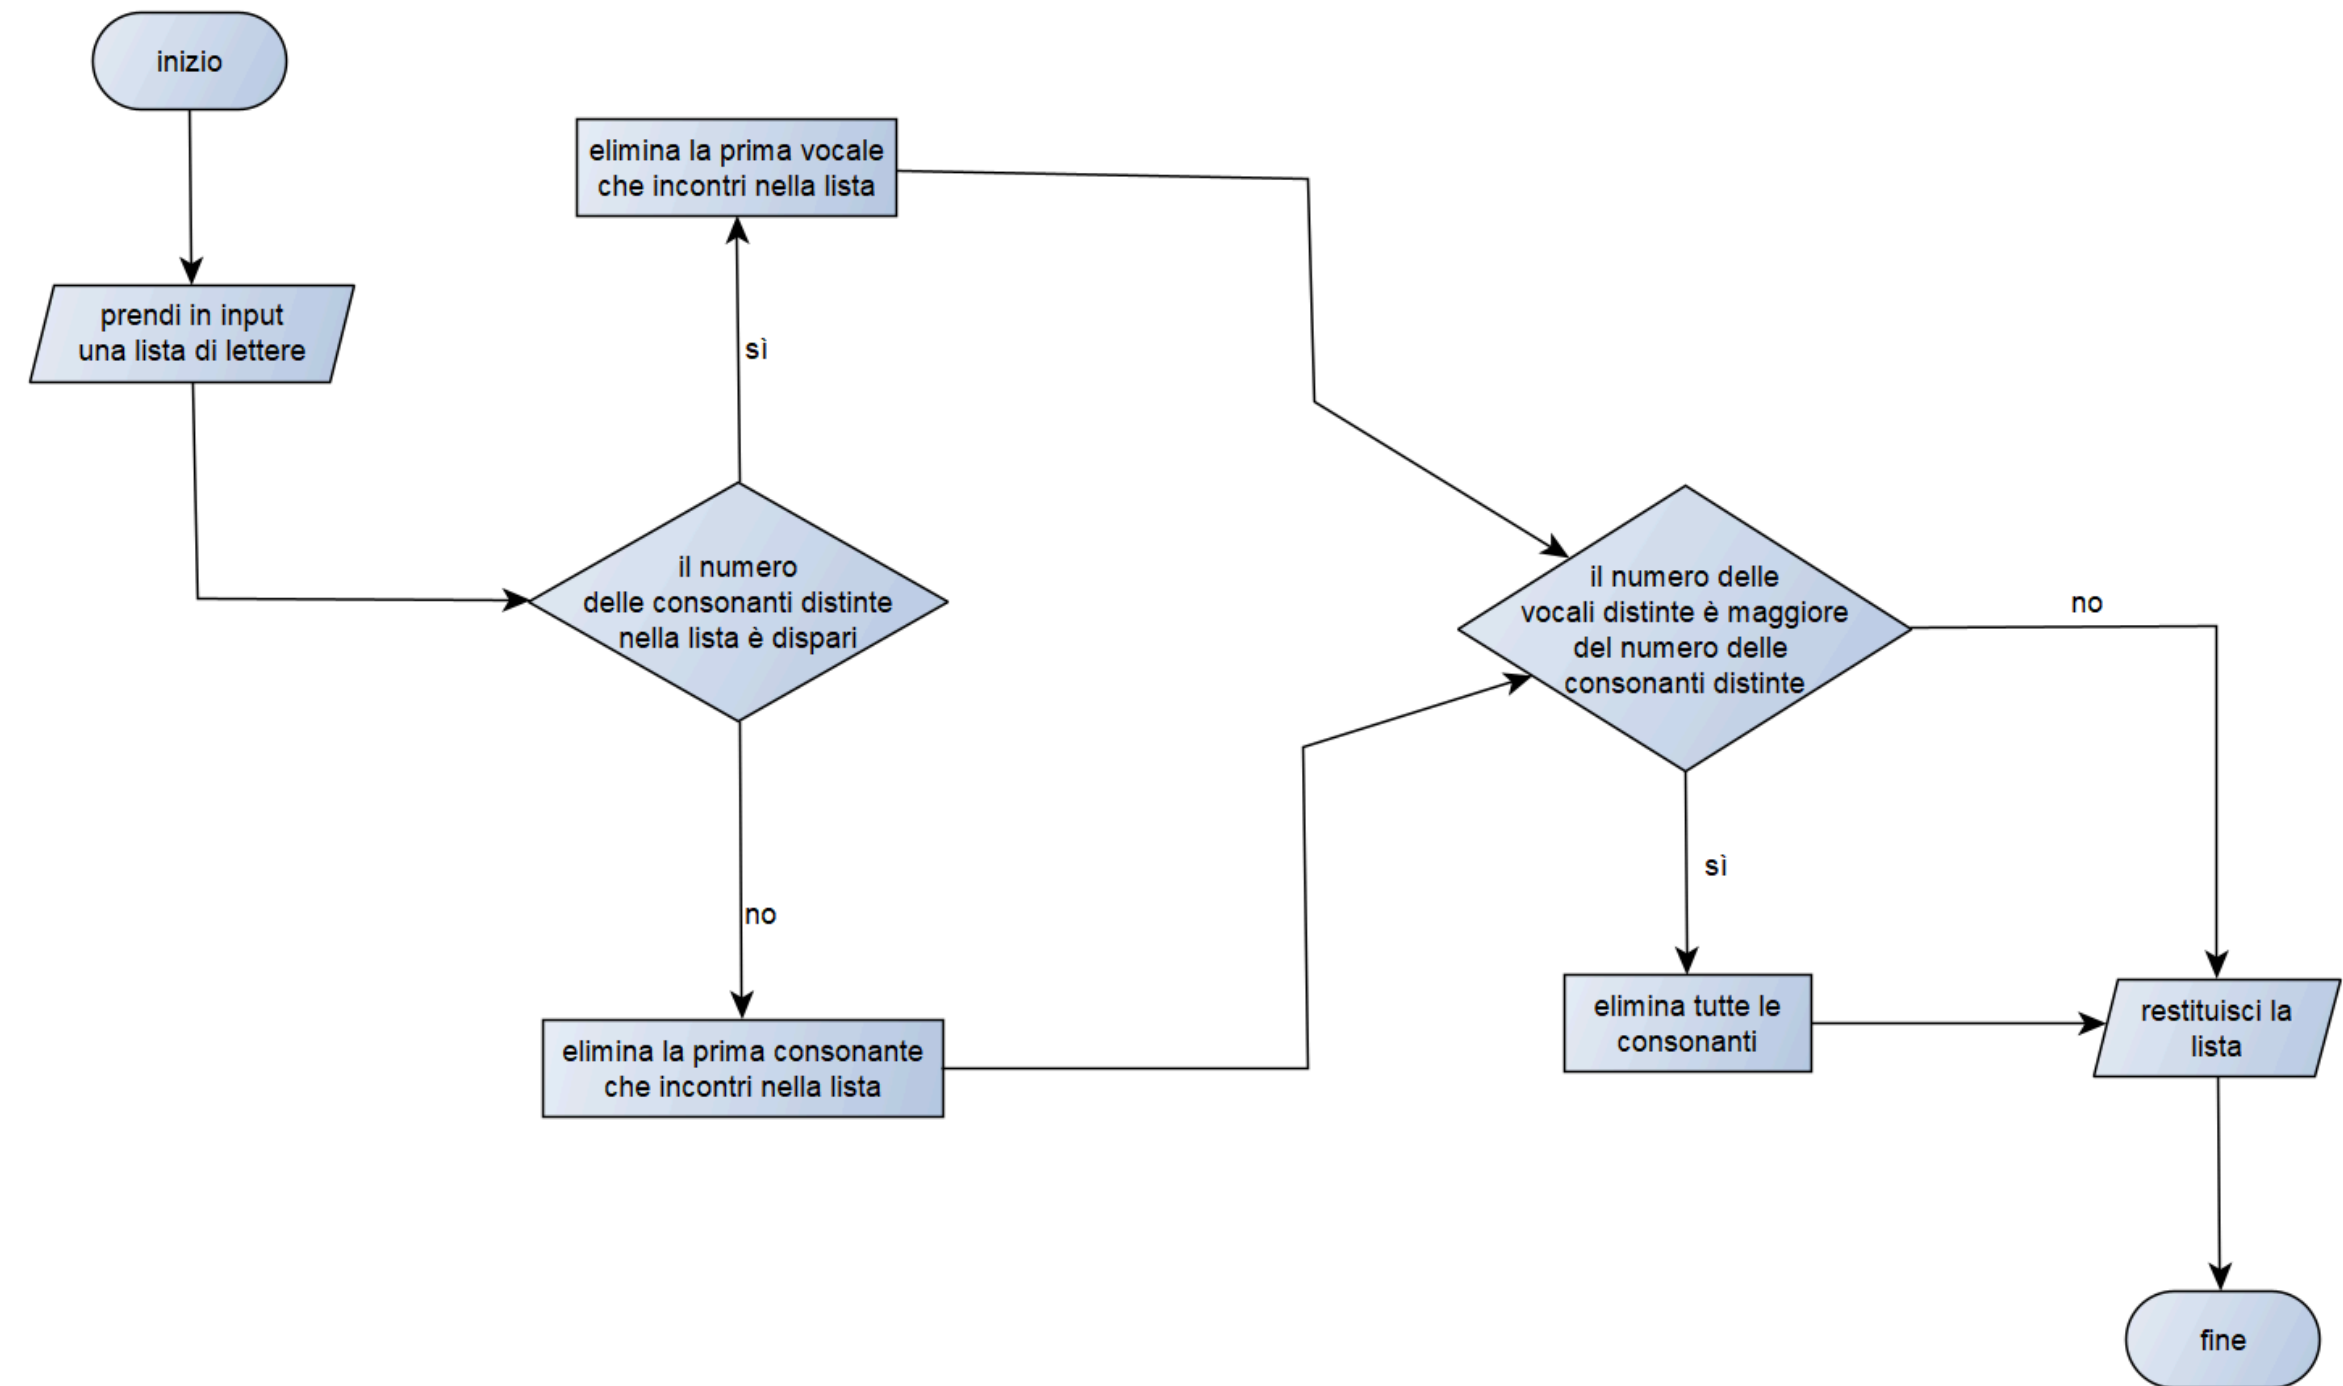 inizio
prendi in input
una lista di lettere
elimina la prima vocale
che incontri nella lista
sì
il numero
delle consonanti distinte
nella lista è dispari
no
elimina la prima consonante
che incontri nella lista
il numero delle
vocali distinte è maggiore
del numero delle
consonanti distinte
no
sì
elimina tutte le
consonanti
restituisci la
lista
fine